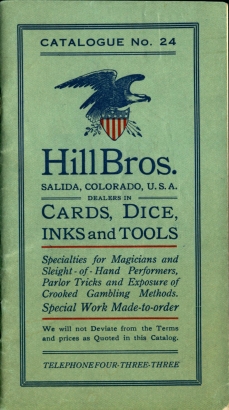 CATALOGUE No. 24
Hill Bros.
SALIDA, COLORADO, U. S. A.
DEALERS IN
CARDS, DICE,
INKS and TOOLS
Specialties for Magicians and
Sleight-of-Hand Performers,
Parlor Tricks and Exposure of
Crooked Gambling Methods.
Special Work Made-to-order
We will not Deviate from the Terms
and prices as Quoted in this Catalog.
TELEPHONE FOUR-THREE-THREE